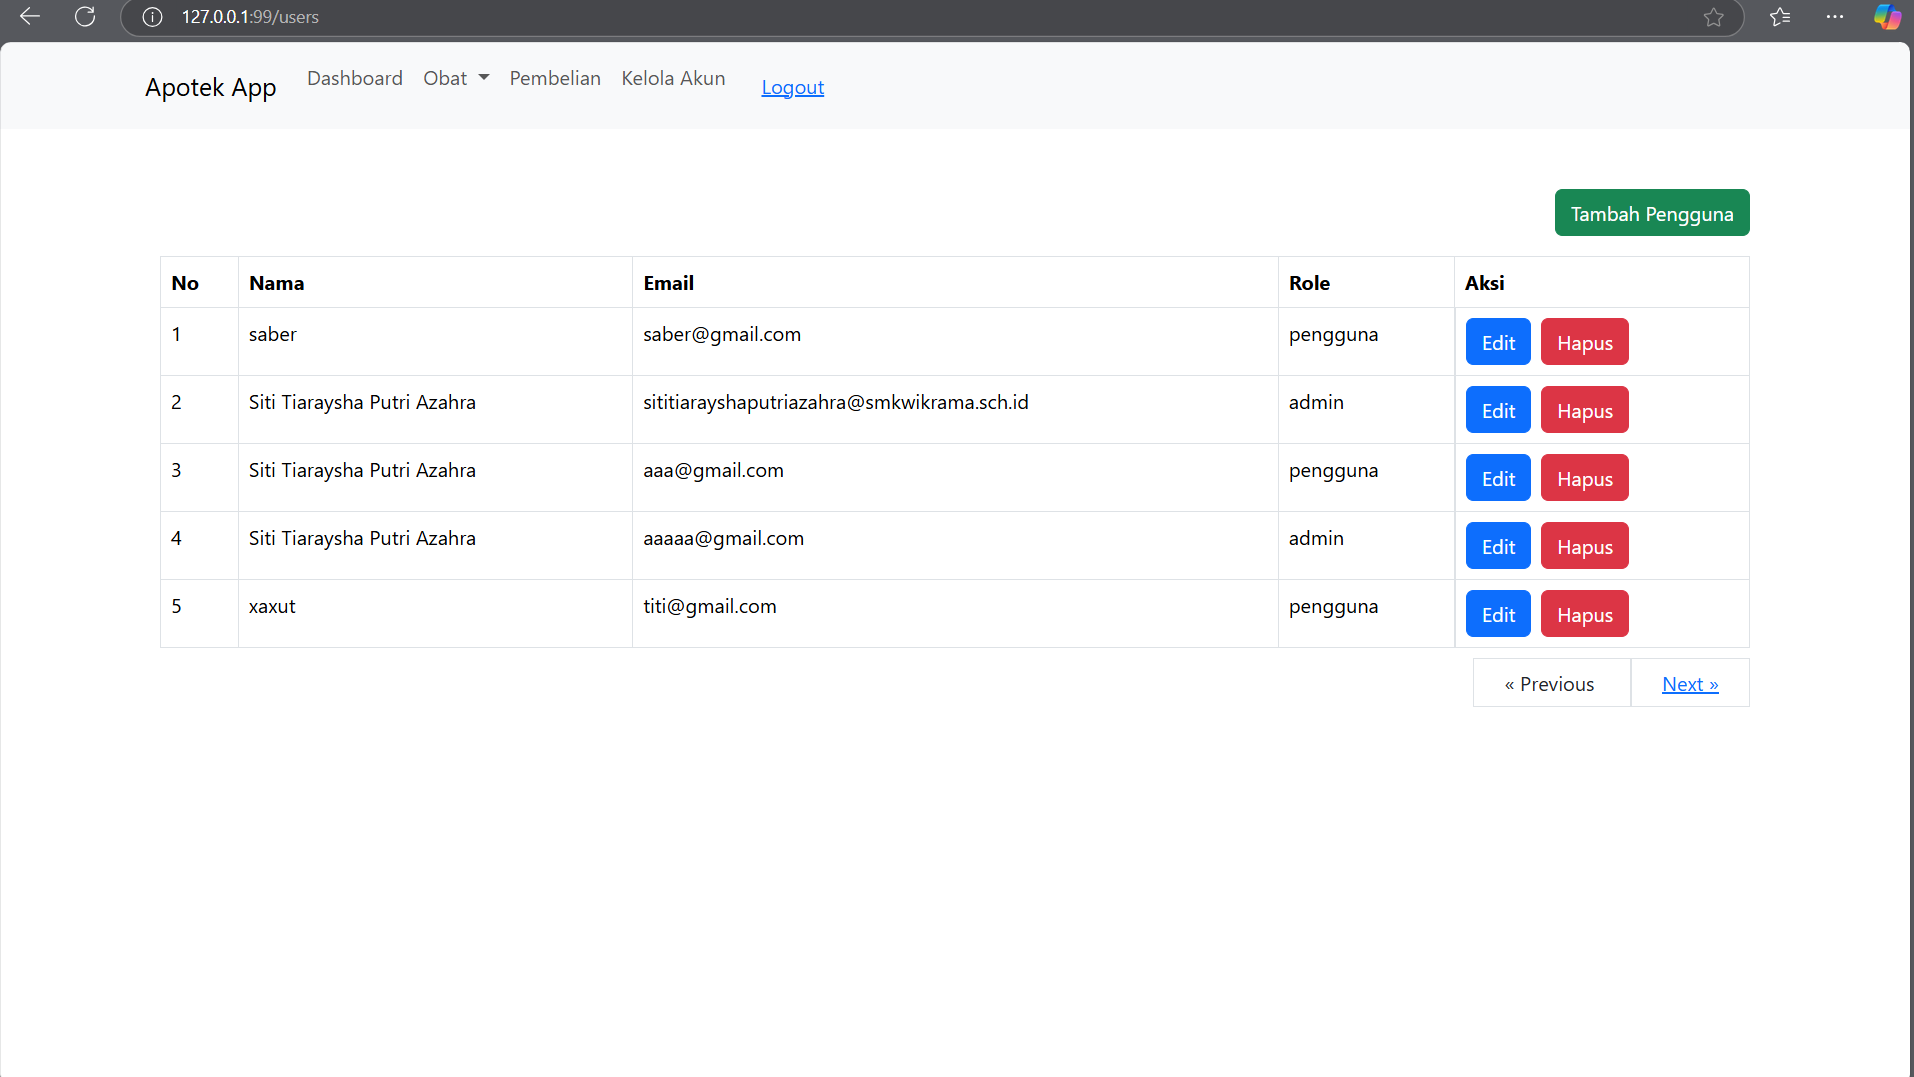 127.0.0.1:99/users
Apotek App Dashboard Obat Pembelian Kelola Akun Logout
Tambah Pengguna
No Nama Email Role Aksi
1 saber saber@gmail.com pengguna Edit Hapus
2 Siti Tiaraysha Putri Azahra sititiarayshaputriazahra@smkwikrama.sch.id admin Edit Hapus
3 Siti Tiaraysha Putri Azahra aaa@gmail.com pengguna Edit Hapus
4 Siti Tiaraysha Putri Azahra aaaaa@gmail.com admin Edit Hapus
5 xaxut titi@gmail.com pengguna Edit Hapus
« Previous Next »